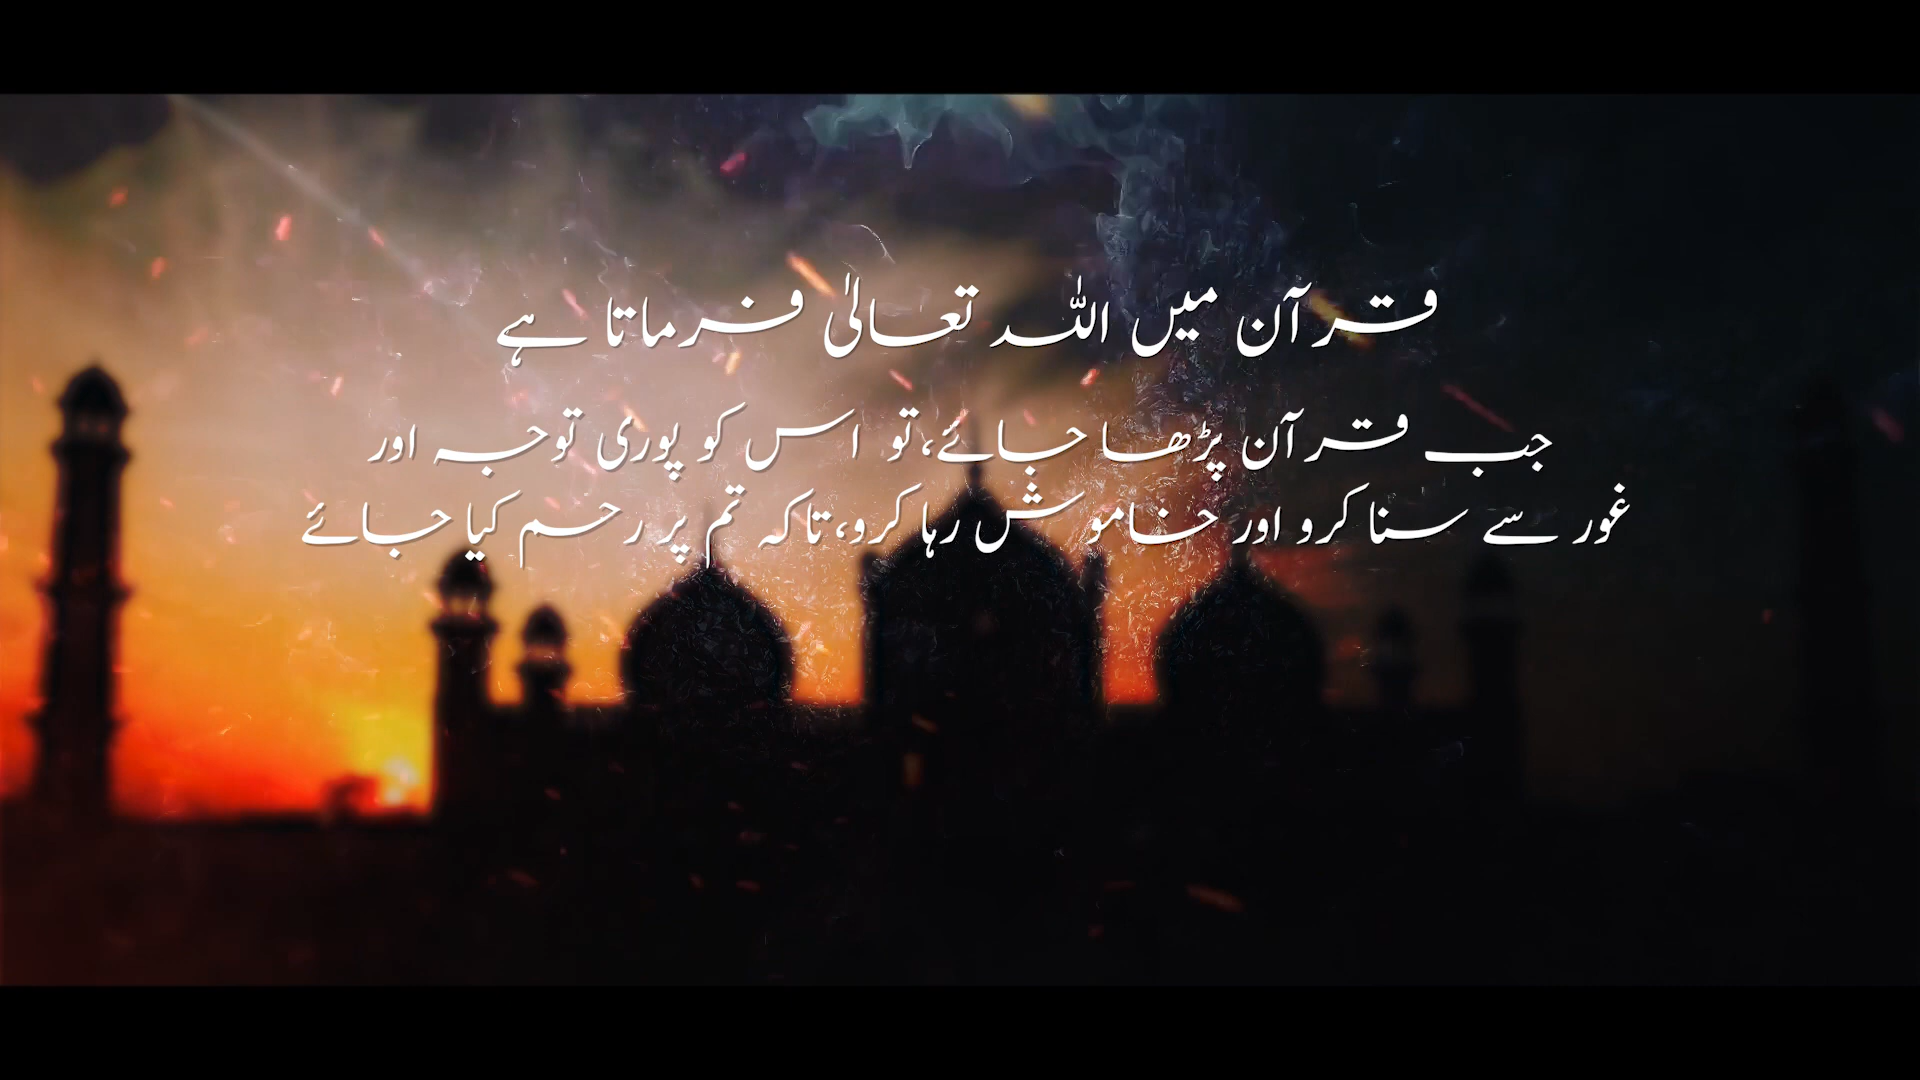 قرآن میں اللہ تعالیٰ فرماتا ہے
جب قرآن پڑھا جائے، تو اس کو پوری توجہ اور
غور سے سنا کرو اور خاموش رہا کرو، تاکہ تم پر رحم کیا جائے